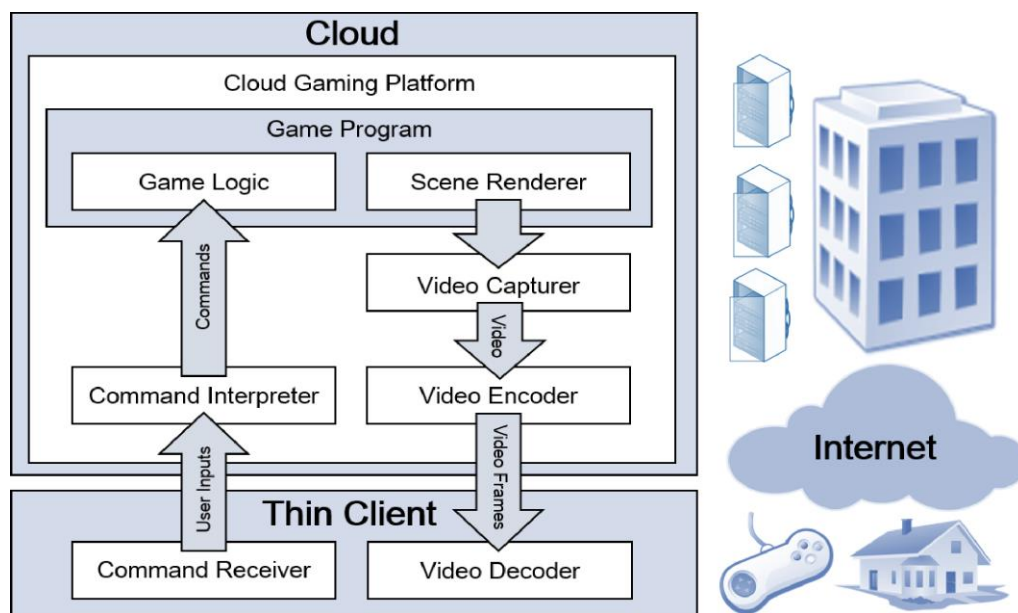 Cloud
Cloud Gaming Platform
Game Program
Game Logic
Scene Renderer
Commands
Video Capturer
Video
Command Interpreter
Video Encoder
User Inputs
Video Frames
Thin Client
Command Receiver
Video Decoder
Internet